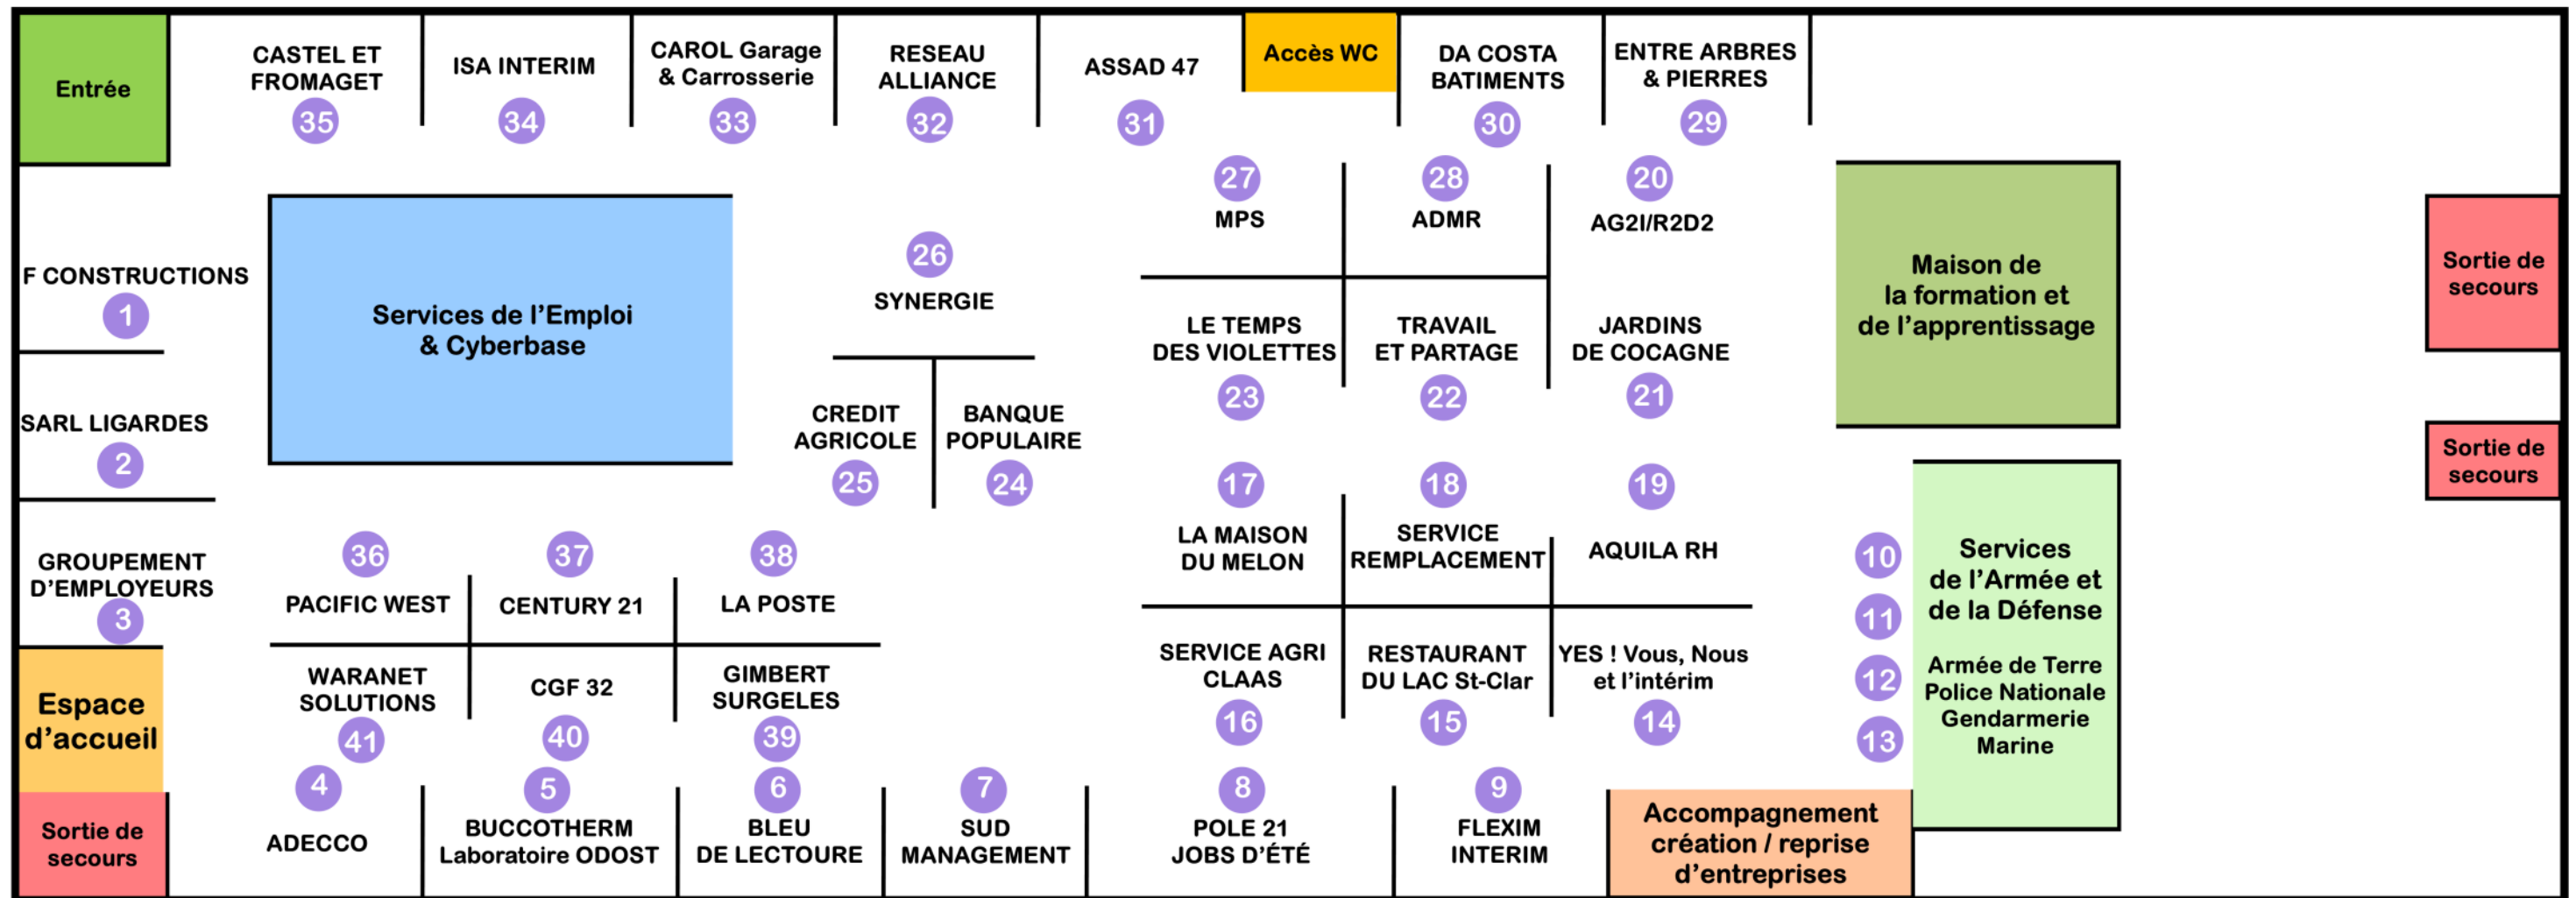 Entrée
CASTEL ET
FROMAGET
35
ISA INTERIM
34
CAROL Garage
& Carrosserie
33
RESEAU
ALLIANCE
32
ASSAD 47
31
Accès WC
DA COSTA
BATIMENTS
30
ENTRE ARBRES
& PIERRES
29
F CONSTRUCTIONS
1
SARL LIGARDES
2
GROUPEMENT
D'EMPLOYEURS
3
Espace
d'accueil
Sortie de
secours
Services de l'Emploi
& Cyberbase
26
SYNERGIE
CREDIT
AGRICOLE
25
BANQUE
POPULAIRE
24
27
MPS
28
ADMR
20
AG2I/R2D2
LE TEMPS
DES VIOLETTES
23
TRAVAIL
ET PARTAGE
22
JARDINS
DE COCAGNE
21
Maison de
la formation et
de l'apprentissage
Sortie de
secours
Sortie de
secours
36
PACIFIC WEST
37
CENTURY 21
38
LA POSTE
WARANET
SOLUTIONS
41
CGF 32
40
GIMBERT
SURGELES
39
17
LA MAISON
DU MELON
18
SERVICE
REMPLACEMENT
19
AQUILA RH
SERVICE AGRI
CLAAS
16
RESTAURANT
DU LAC St-Clar
15
YES ! Vous, Nous
et l'intérim
14
10
11
12
13
Services
de l'Armée et
de la Défense
Armée de Terre
Police Nationale
Gendarmerie
Marine
4
ADECCO
5
BUCCOTHERM
Laboratoire ODOST
6
BLEU
DE LECTOURE
7
SUD
MANAGEMENT
8
POLE 21
JOBS D'ÉTÉ
9
FLEXIM
INTERIM
Accompagnement
création / reprise
d'entreprises